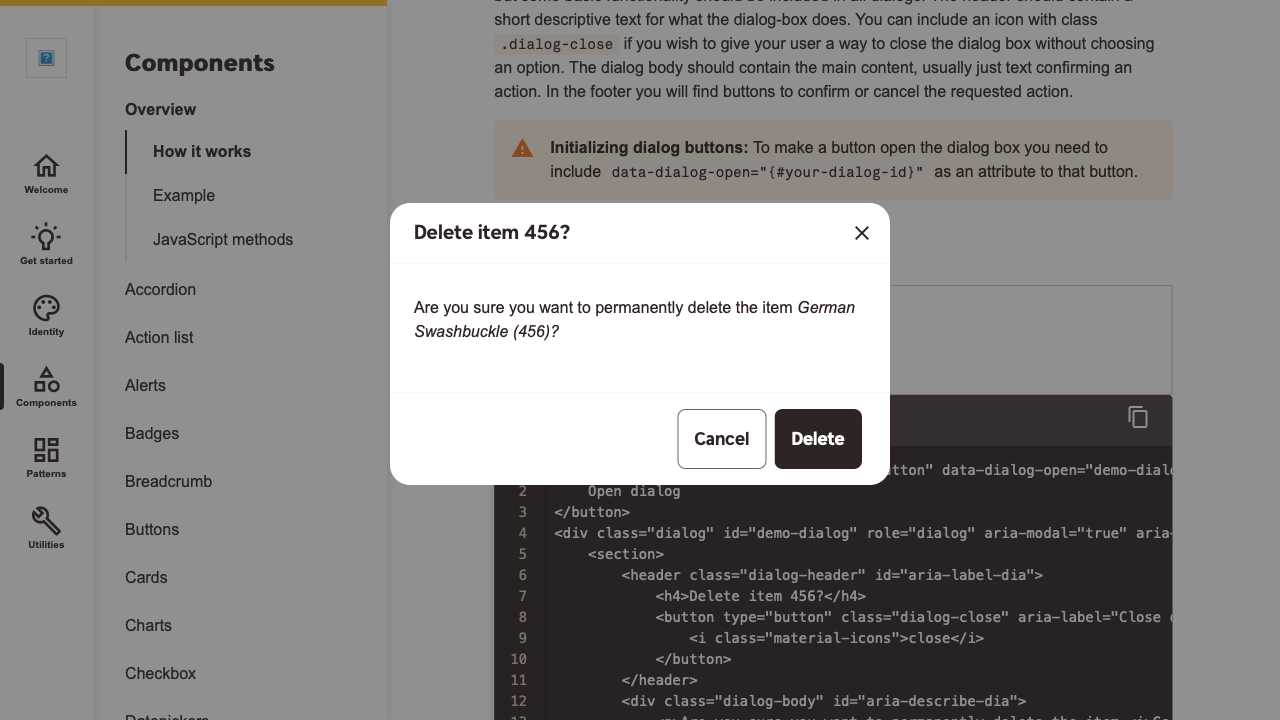 Components
Overview
How it works
Example
JavaScript methods
Accordion
Action list
Alerts
Badges
Breadcrumb
Buttons
Cards
Charts
Checkbox
Welcome
Get started
Identity
Components
Patterns
Utilities
short descriptive text for what the dialog-box does. You can include an icon with class
.dialog-close if you wish to give your user a way to close the dialog box without choosing
an option. The dialog body should contain the main content, usually just text confirming an
action. In the footer you will find buttons to confirm or cancel the requested action.
Initializing dialog buttons: To make a button open the dialog box you need to
include data-dialog-open="{#your-dialog-id}" as an attribute to that button.
Delete item 456?
Are you sure you want to permanently delete the item German
Swashbuckle (456)?
Cancel
Delete
data-dialog-open="demo-dial
2 Open dialog
3 </button>
4 <div class="dialog" id="demo-dialog" role="dialog" aria-modal="true" aria-
5 <section>
6 <header class="dialog-header" id="aria-label-dia">
7 <h4>Delete item 456?</h4>
8 <button type="button" class="dialog-close" aria-label="Close
9 <i class="material-icons">close</i>
10 </button>
11 </header>
12 <div class="dialog-body" id="aria-describe-dia">